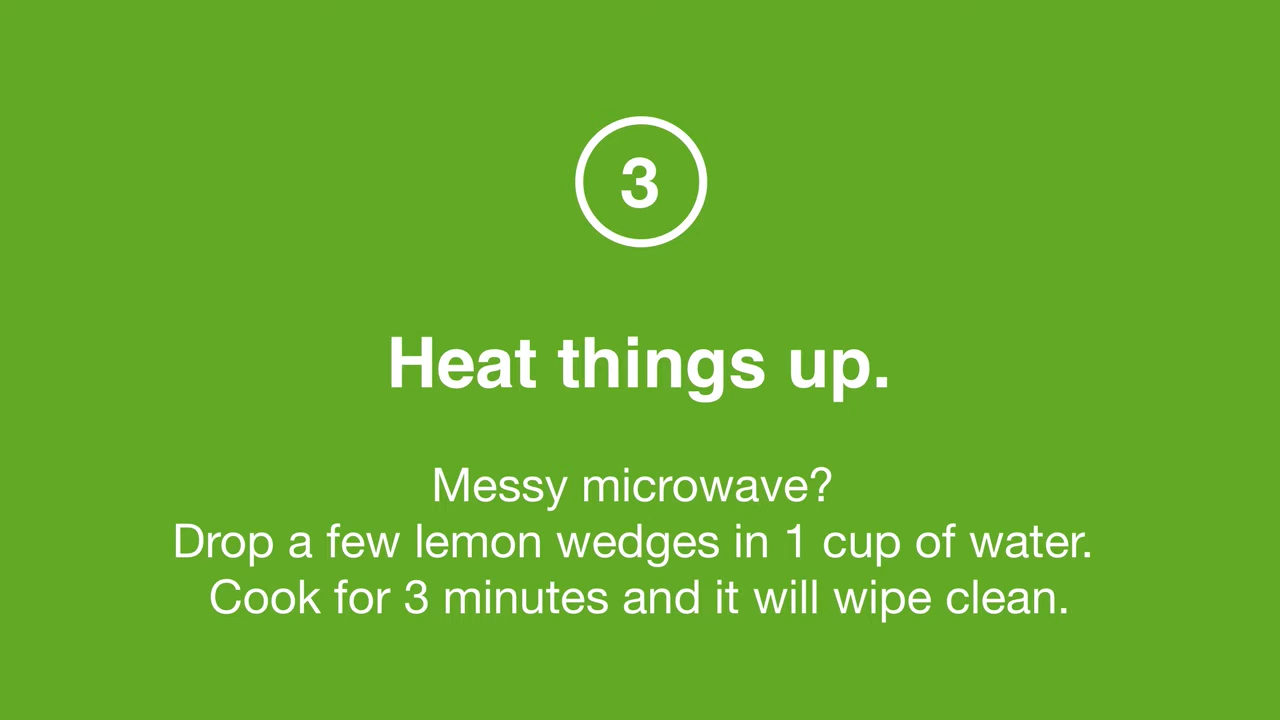 3
Heat things up.
Messy microwave?
Drop a few lemon wedges in 1 cup of water.
Cook for 3 minutes and it will wipe clean.